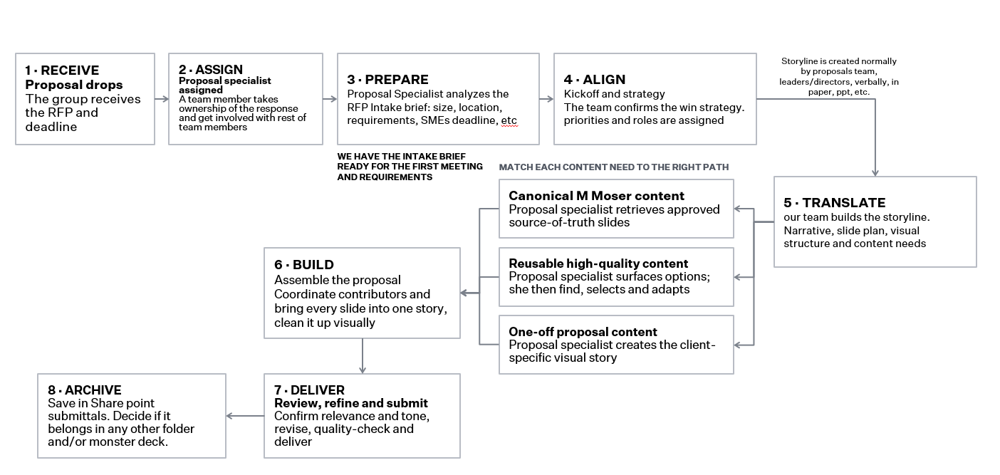 1 · RECEIVE
Proposal drops
The group receives
the RFP and
deadline
2 · ASSIGN
Proposal specialist
assigned
A team member takes
ownership of the response
and get involved with rest of
team members
3 · PREPARE
Proposal Specialist analyzes the
RFP Intake brief: size, location,
requirements, SMEs deadline, etc
4 · ALIGN
Kickoff and strategy
The team confirms the win strategy.
priorities and roles are assigned
Storyline is created normally
by proposals team,
leaders/directors, verbally, in
paper, ppt, etc.
WE HAVE THE INTAKE BRIEF
READY FOR THE FIRST MEETING
AND REQUIREMENTS
MATCH EACH CONTENT NEED TO THE RIGHT PATH
5 · TRANSLATE
our team builds the storyline.
Narrative, slide plan, visual
structure and content needs
Canonical M Moser content
Proposal specialist retrieves approved
source-of-truth slides
Reusable high-quality content
Proposal specialist surfaces options;
she then find, selects and adapts
One-off proposal content
Proposal specialist creates the client-
specific visual story
6 · BUILD
Assemble the proposal
Coordinate contributors and
bring every slide into one story,
clean it up visually
7 · DELIVER
Review, refine and submit
Confirm relevance and tone,
revise, quality-check and
deliver
8 · ARCHIVE
Save in Share point
submittals. Decide if it
belongs in any other folder
and/or monster deck.